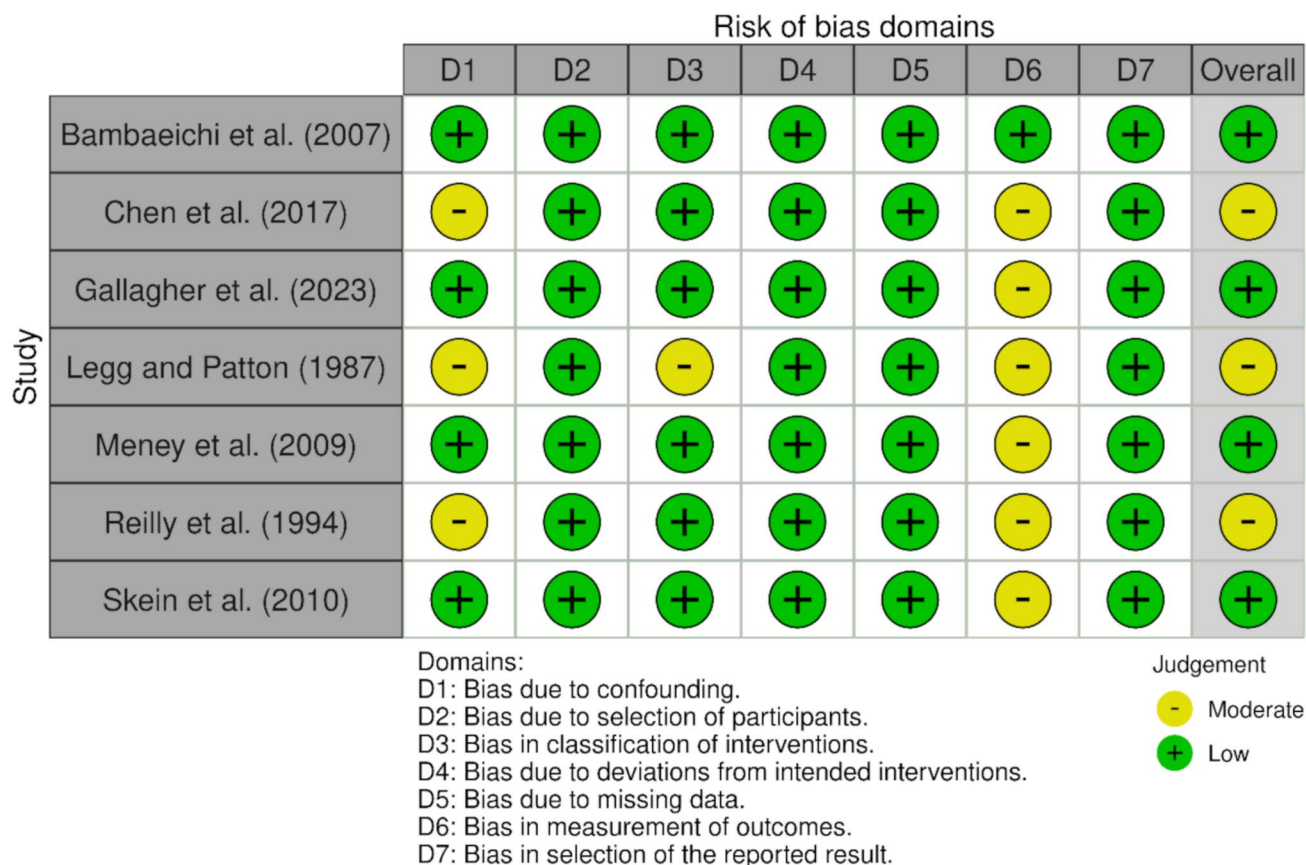 Risk of bias domains
D1 D2 D3 D4 D5 D6 D7 Overall
Study
Bambaeichi et al. (2007) + + + + + + + +
Chen et al. (2017) - + + + + - + -
Gallagher et al. (2023) + + + + + - + +
Legg and Patton (1987) - + - + + - + -
Meney et al. (2009) + + + + + - + +
Reilly et al. (1994) - + + + + - + -
Skein et al. (2010) + + + + + - + +
Domains:
D1: Bias due to confounding.
D2: Bias due to selection of participants.
D3: Bias in classification of interventions.
D4: Bias due to deviations from intended interventions.
D5: Bias due to missing data.
D6: Bias in measurement of outcomes.
D7: Bias in selection of the reported result.
Judgement
- Moderate
+ Low